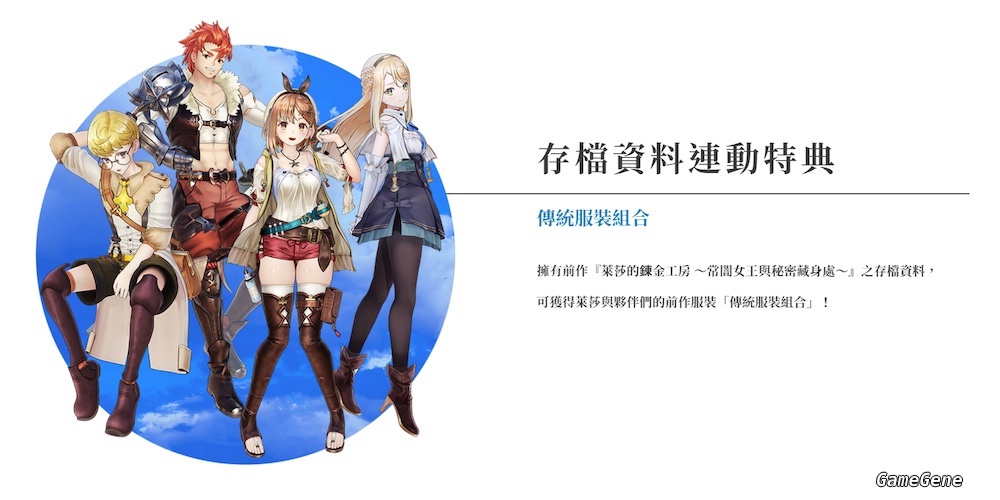 存檔資料連動特典
傳統服裝組合
擁有前作『萊莎的鍊金工房 ～常闇女王與秘密藏身處～』之存檔資料，
可獲得萊莎與夥伴們的前作服裝「傳統服裝組合」！
GameGene